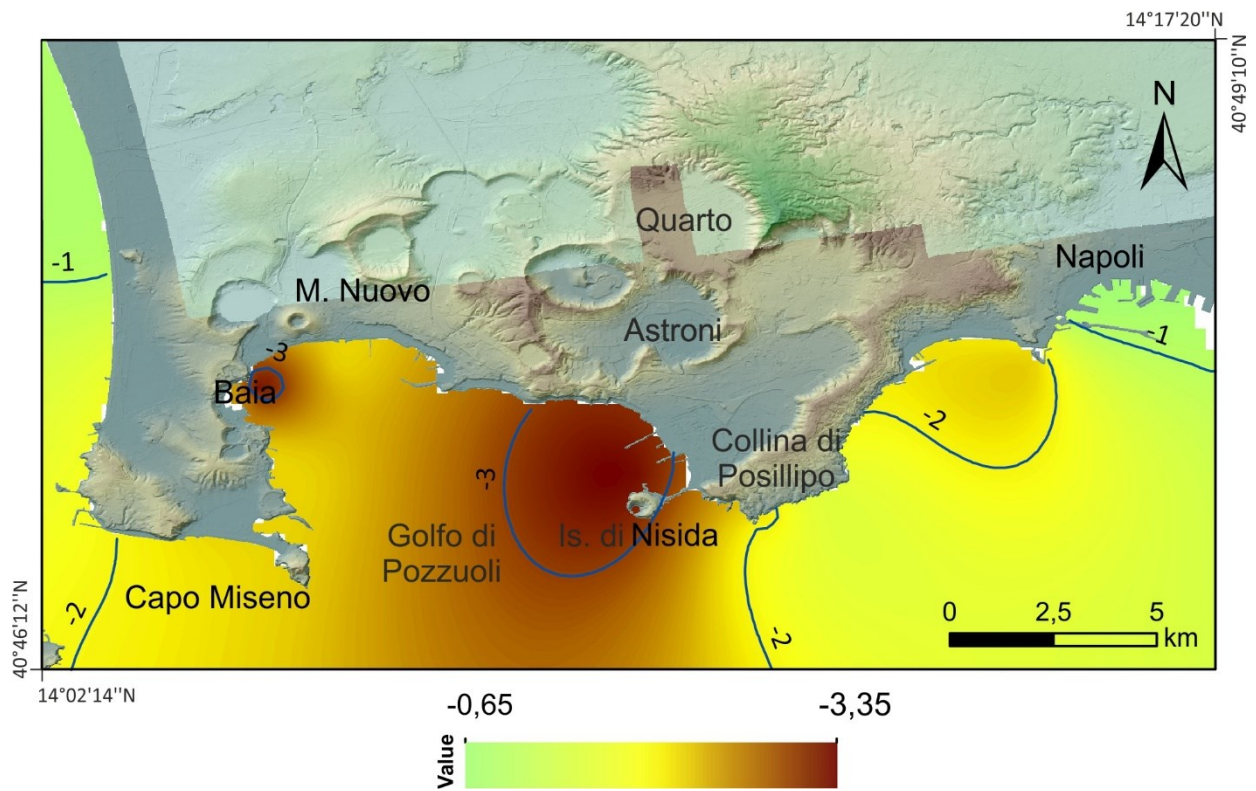 14°17'20''N
40°49'10''N
N
Quarto
Napoli
-1
M. Nuovo
Astroni
-1
-3
Baia
-2
Collina di
Posillipo
-3
Golfo di
Pozzuoli
Is. di Nisida
Capo Miseno
-2
-2
0 2,5 5
km
40°46'12''N
14°02'14''N
-0,65 -3,35
Value